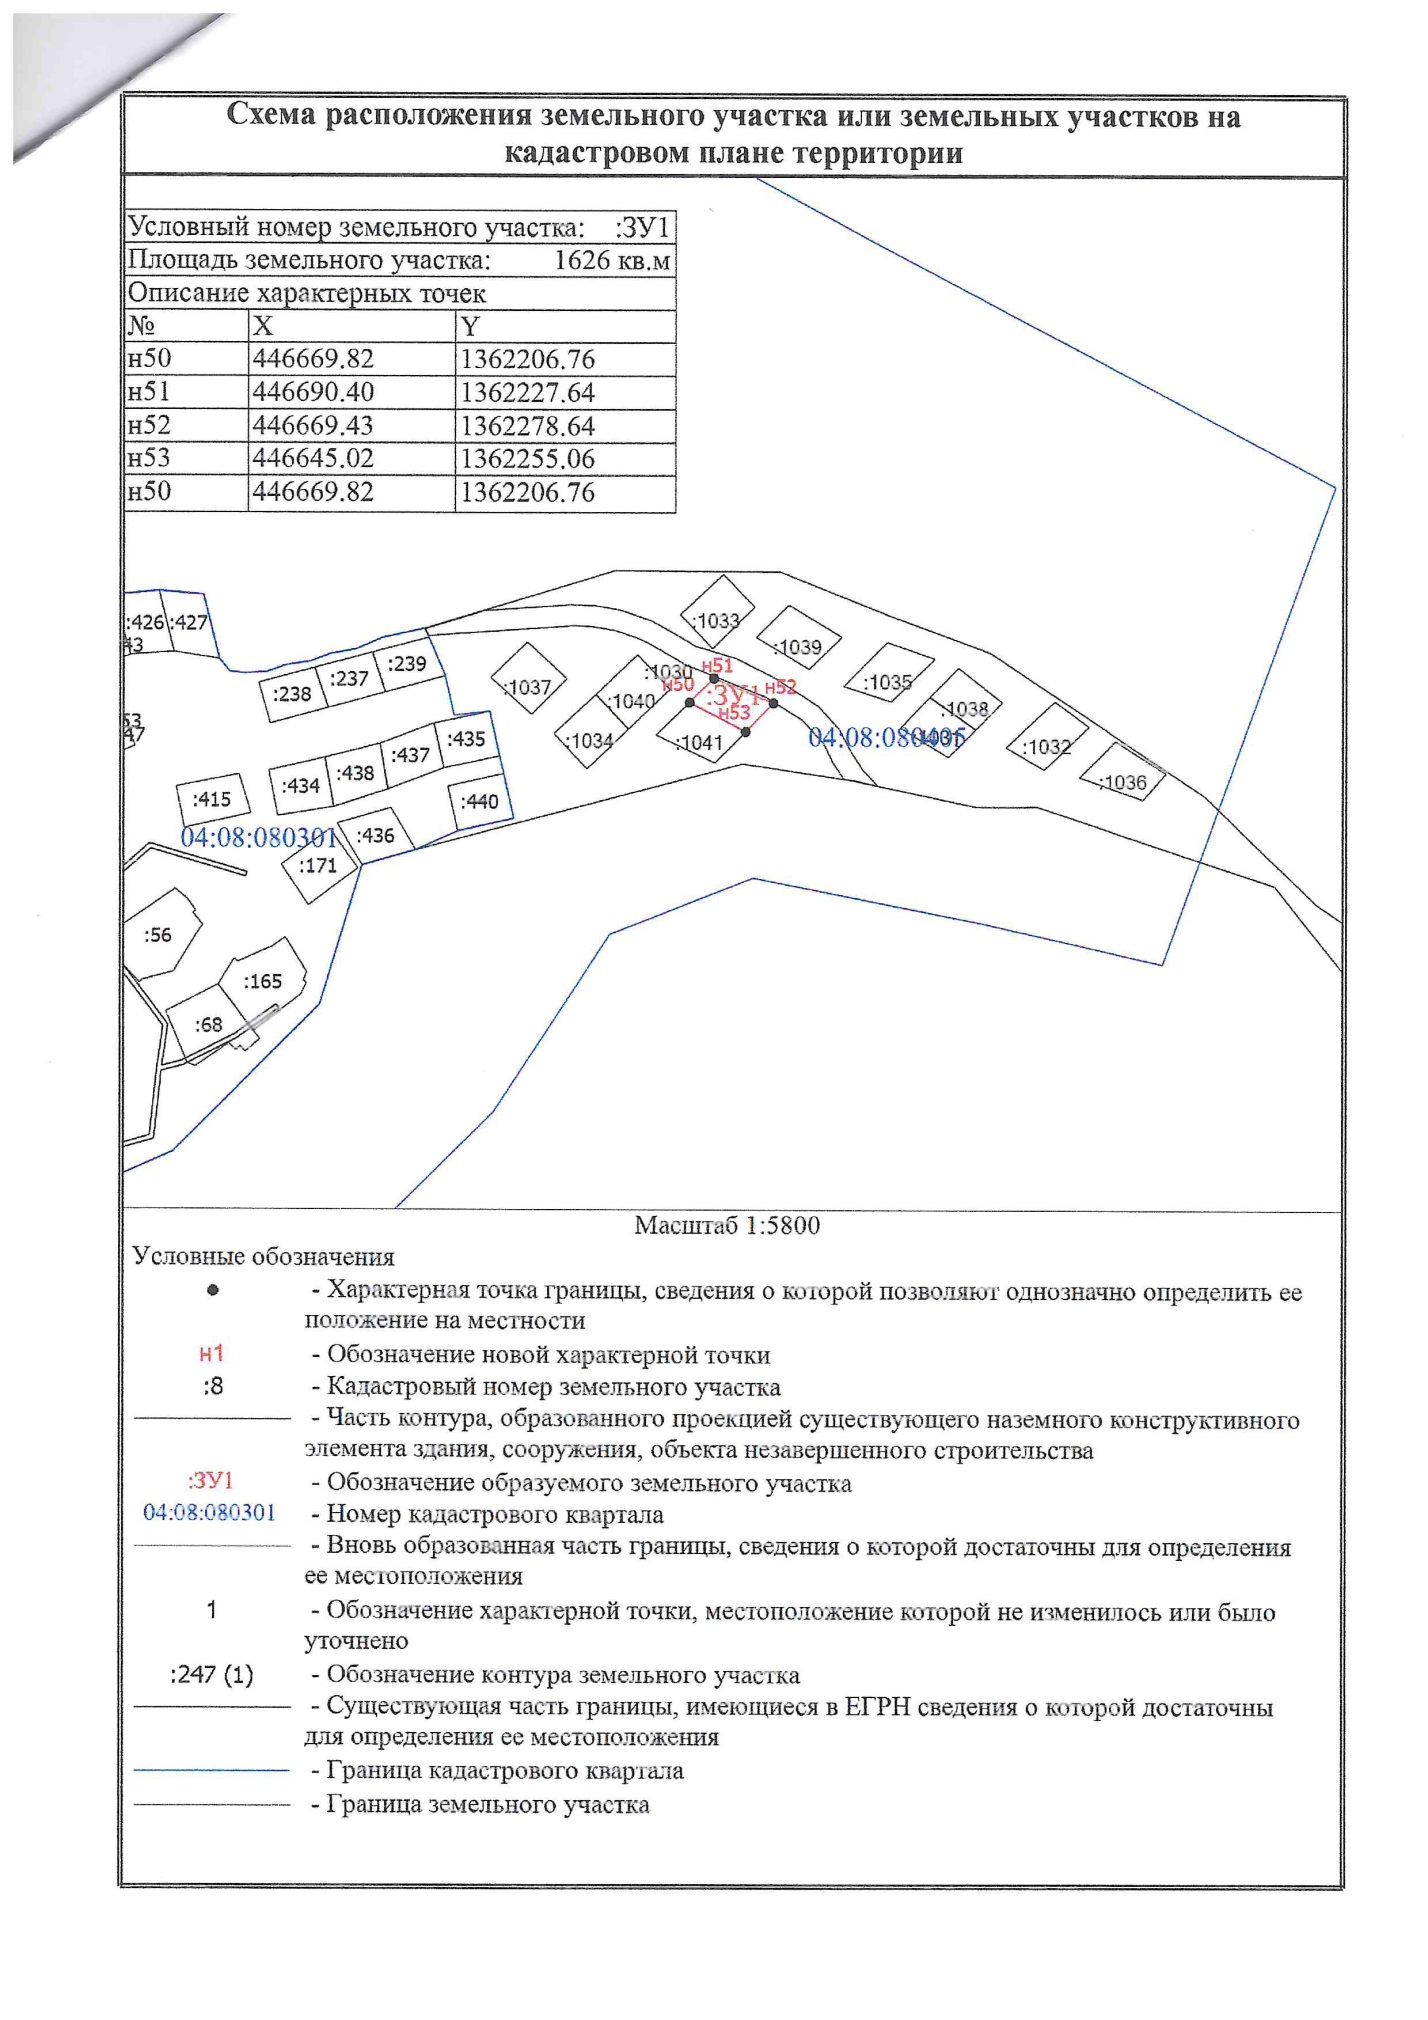 Схема расположения земельного участка или земельных участков на
кадастровом плане территории
Условный номер земельного участка: :ЗУ1
Площадь земельного участка: 1626 кв.м
Описание характерных точек
№ X Y
н50 446669.82 1362206.76
н51 446690.40 1362227.64
н52 446669.43 1362278.64
н53 446645.02 1362255.06
н50 446669.82 1362206.76
:426
:427
43
:238
:237
:239
53
47
:1033
:1039
:1030
н51
:1037
:1040
н50
:ЗУ1
н52
н53
:1035
:1038
:1034
:1041
04:08:080405
:1031
:1032
:1036
:435
:437
:438
:434
:415
:440
04:08:080301
:436
:171
:56
:165
:68
Масштаб 1:5800
Условные обозначения
- Характерная точка границы, сведения о которой позволяют однозначно определить ее
положение на местности
н1 - Обозначение новой характерной точки
:8 - Кадастровый номер земельного участка
- Часть контура, образованного проекцией существующего наземного конструктивного
элемента здания, сооружения, объекта незавершенного строительства
:ЗУ1 - Обозначение образуемого земельного участка
04:08:080301 - Номер кадастрового квартала
- Вновь образованная часть границы, сведения о которой достаточны для определения
ее местоположения
1 - Обозначение характерной точки, местоположение которой не изменилось или было
уточнено
:247 (1) - Обозначение контура земельного участка
- Существующая часть границы, имеющиеся в ЕГРН сведения о которой достаточны
для определения ее местоположения
- Граница кадастрового квартала
- Граница земельного участка